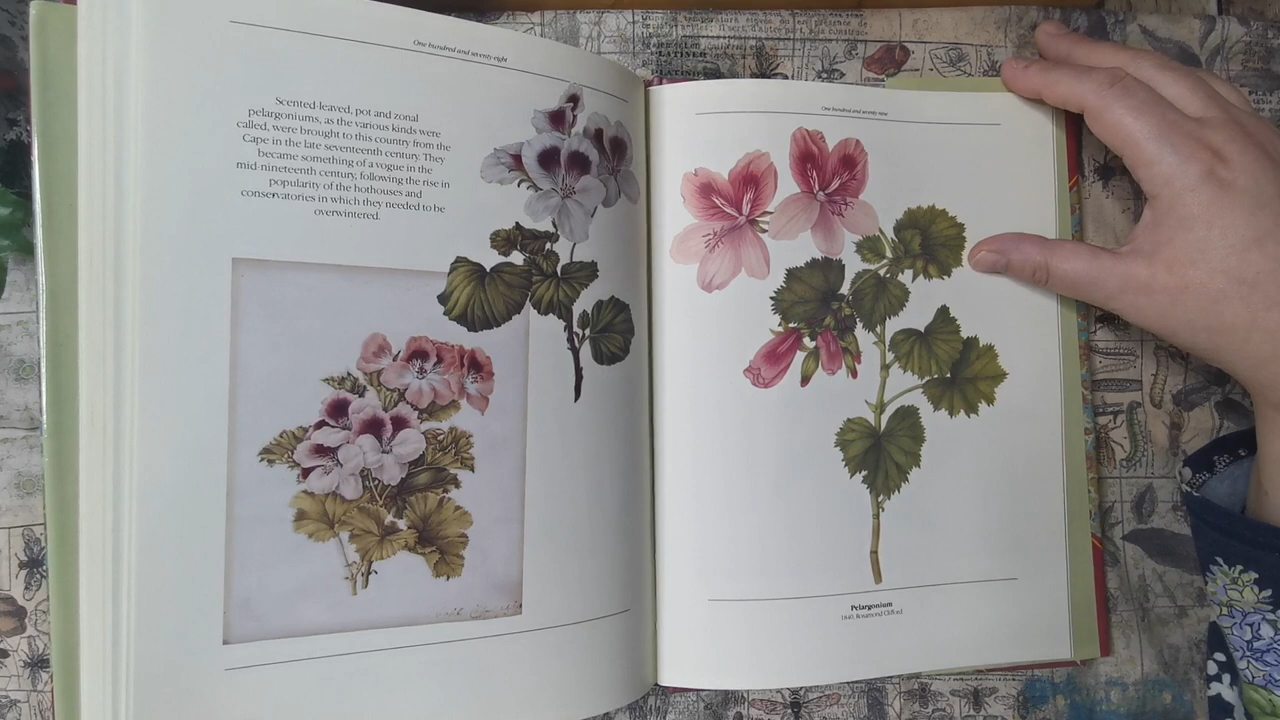 One hundred and seventy eight
Scented-leaved, pot and zonal
pelargoniums, as the various kinds were
called, were brought to this country from the
Cape in the late seventeenth century. They
became something of a vogue in the
mid-nineteenth century, following the rise in
popularity of the hothouses and
conservatories in which they needed to be
overwintered.
One hundred and seventy nine
Pelargonium
1840, Rosamond Clifford
PLATINER
PLATINIE